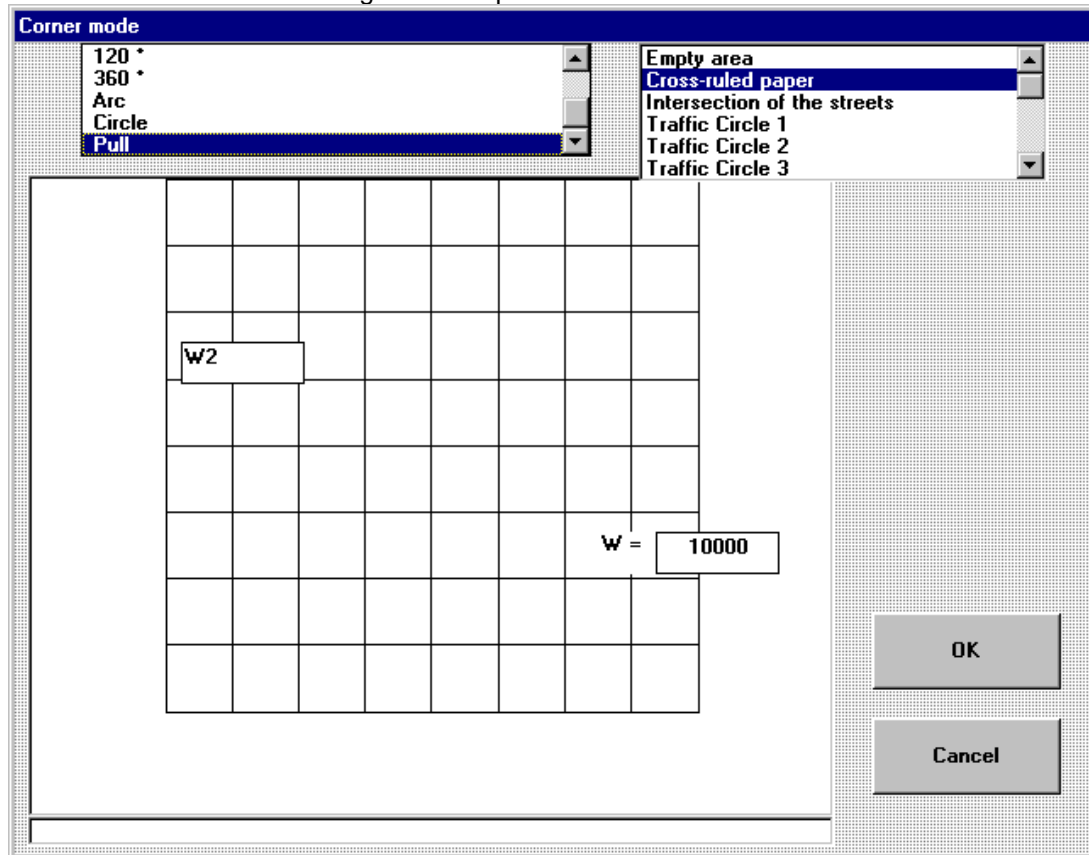 Corner mode
120 °
360 °
Arc
Circle
Pull
Empty area
Cross-ruled paper
Intersection of the streets
Traffic Circle 1
Traffic Circle 2
Traffic Circle 3
W2
W = 10000
OK
Cancel